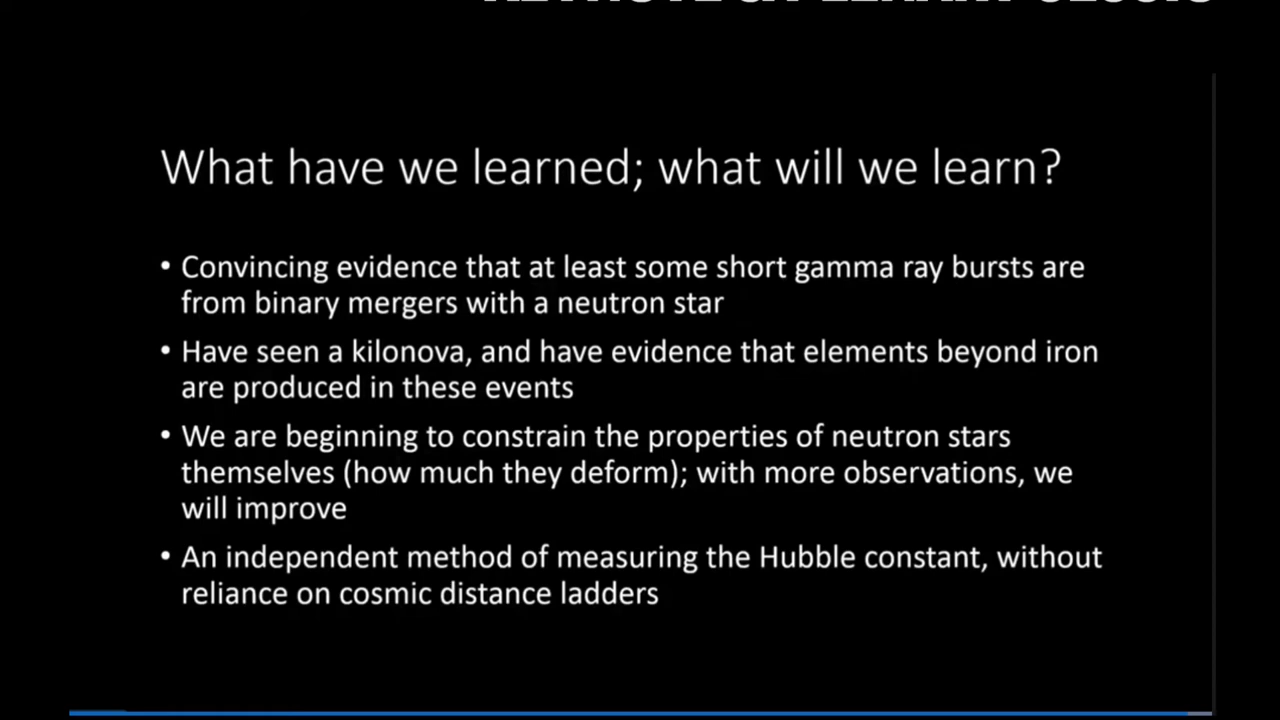 What have we learned; what will we learn?
• Convincing evidence that at least some short gamma ray bursts are
from binary mergers with a neutron star
• Have seen a kilonova, and have evidence that elements beyond iron
are produced in these events
• We are beginning to constrain the properties of neutron stars
themselves (how much they deform); with more observations, we
will improve
• An independent method of measuring the Hubble constant, without
reliance on cosmic distance ladders